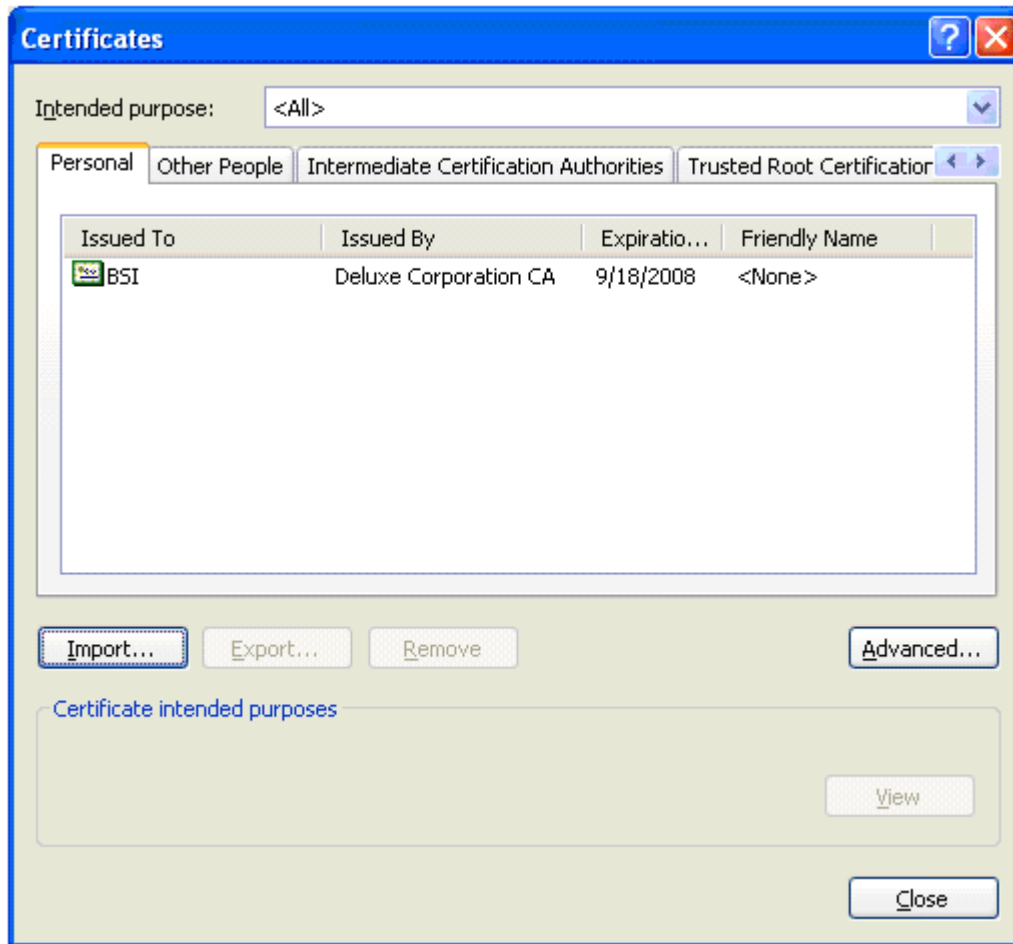 Certificates
Intended purpose: <All>
Personal Other People Intermediate Certification Authorities Trusted Root Certification
Issued To Issued By Expiratio... Friendly Name
BSI Deluxe Corporation CA 9/18/2008 <None>
Import... Export... Remove Advanced...
Certificate intended purposes
View
Close